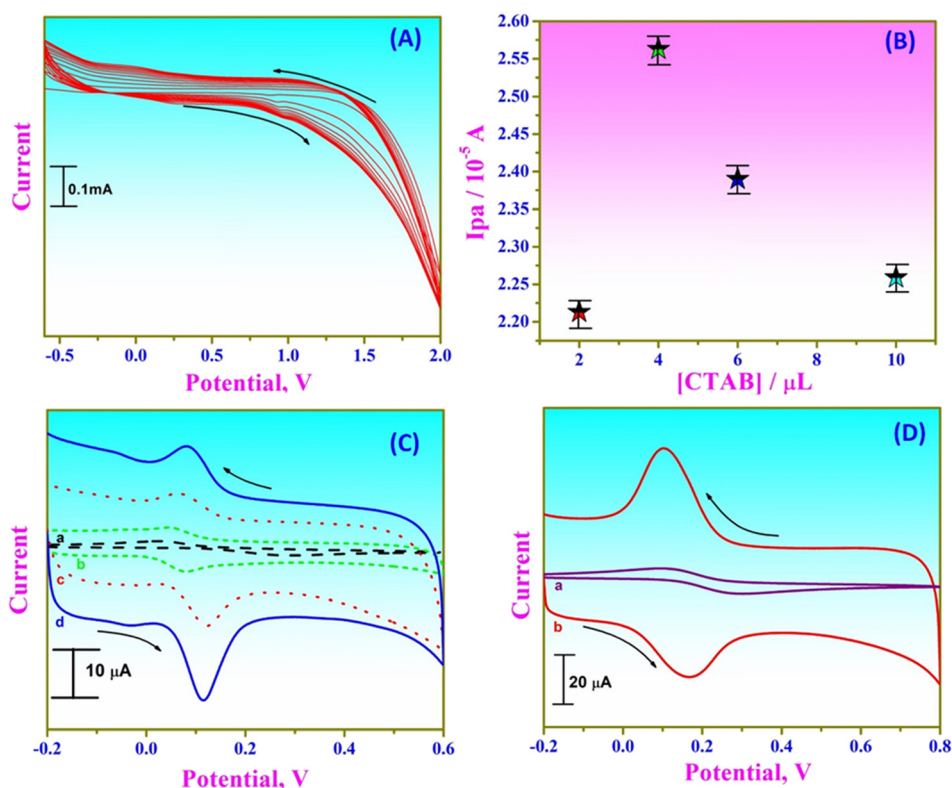 (A)
Current
0.1mA
-0.5 0.0 0.5 1.0 1.5 2.0
Potential, V
(B)
Ipa / 10⁻⁵ A
2.60
2.55
2.50
2.45
2.40
2.35
2.30
2.25
2.20
2 4 6 8 10
[CTAB] / μL
(C)
Current
a
b
c
d
10 μA
-0.2 0.0 0.2 0.4 0.6
Potential, V
(D)
Current
a
b
20 μA
-0.2 0.0 0.2 0.4 0.6 0.8
Potential, V